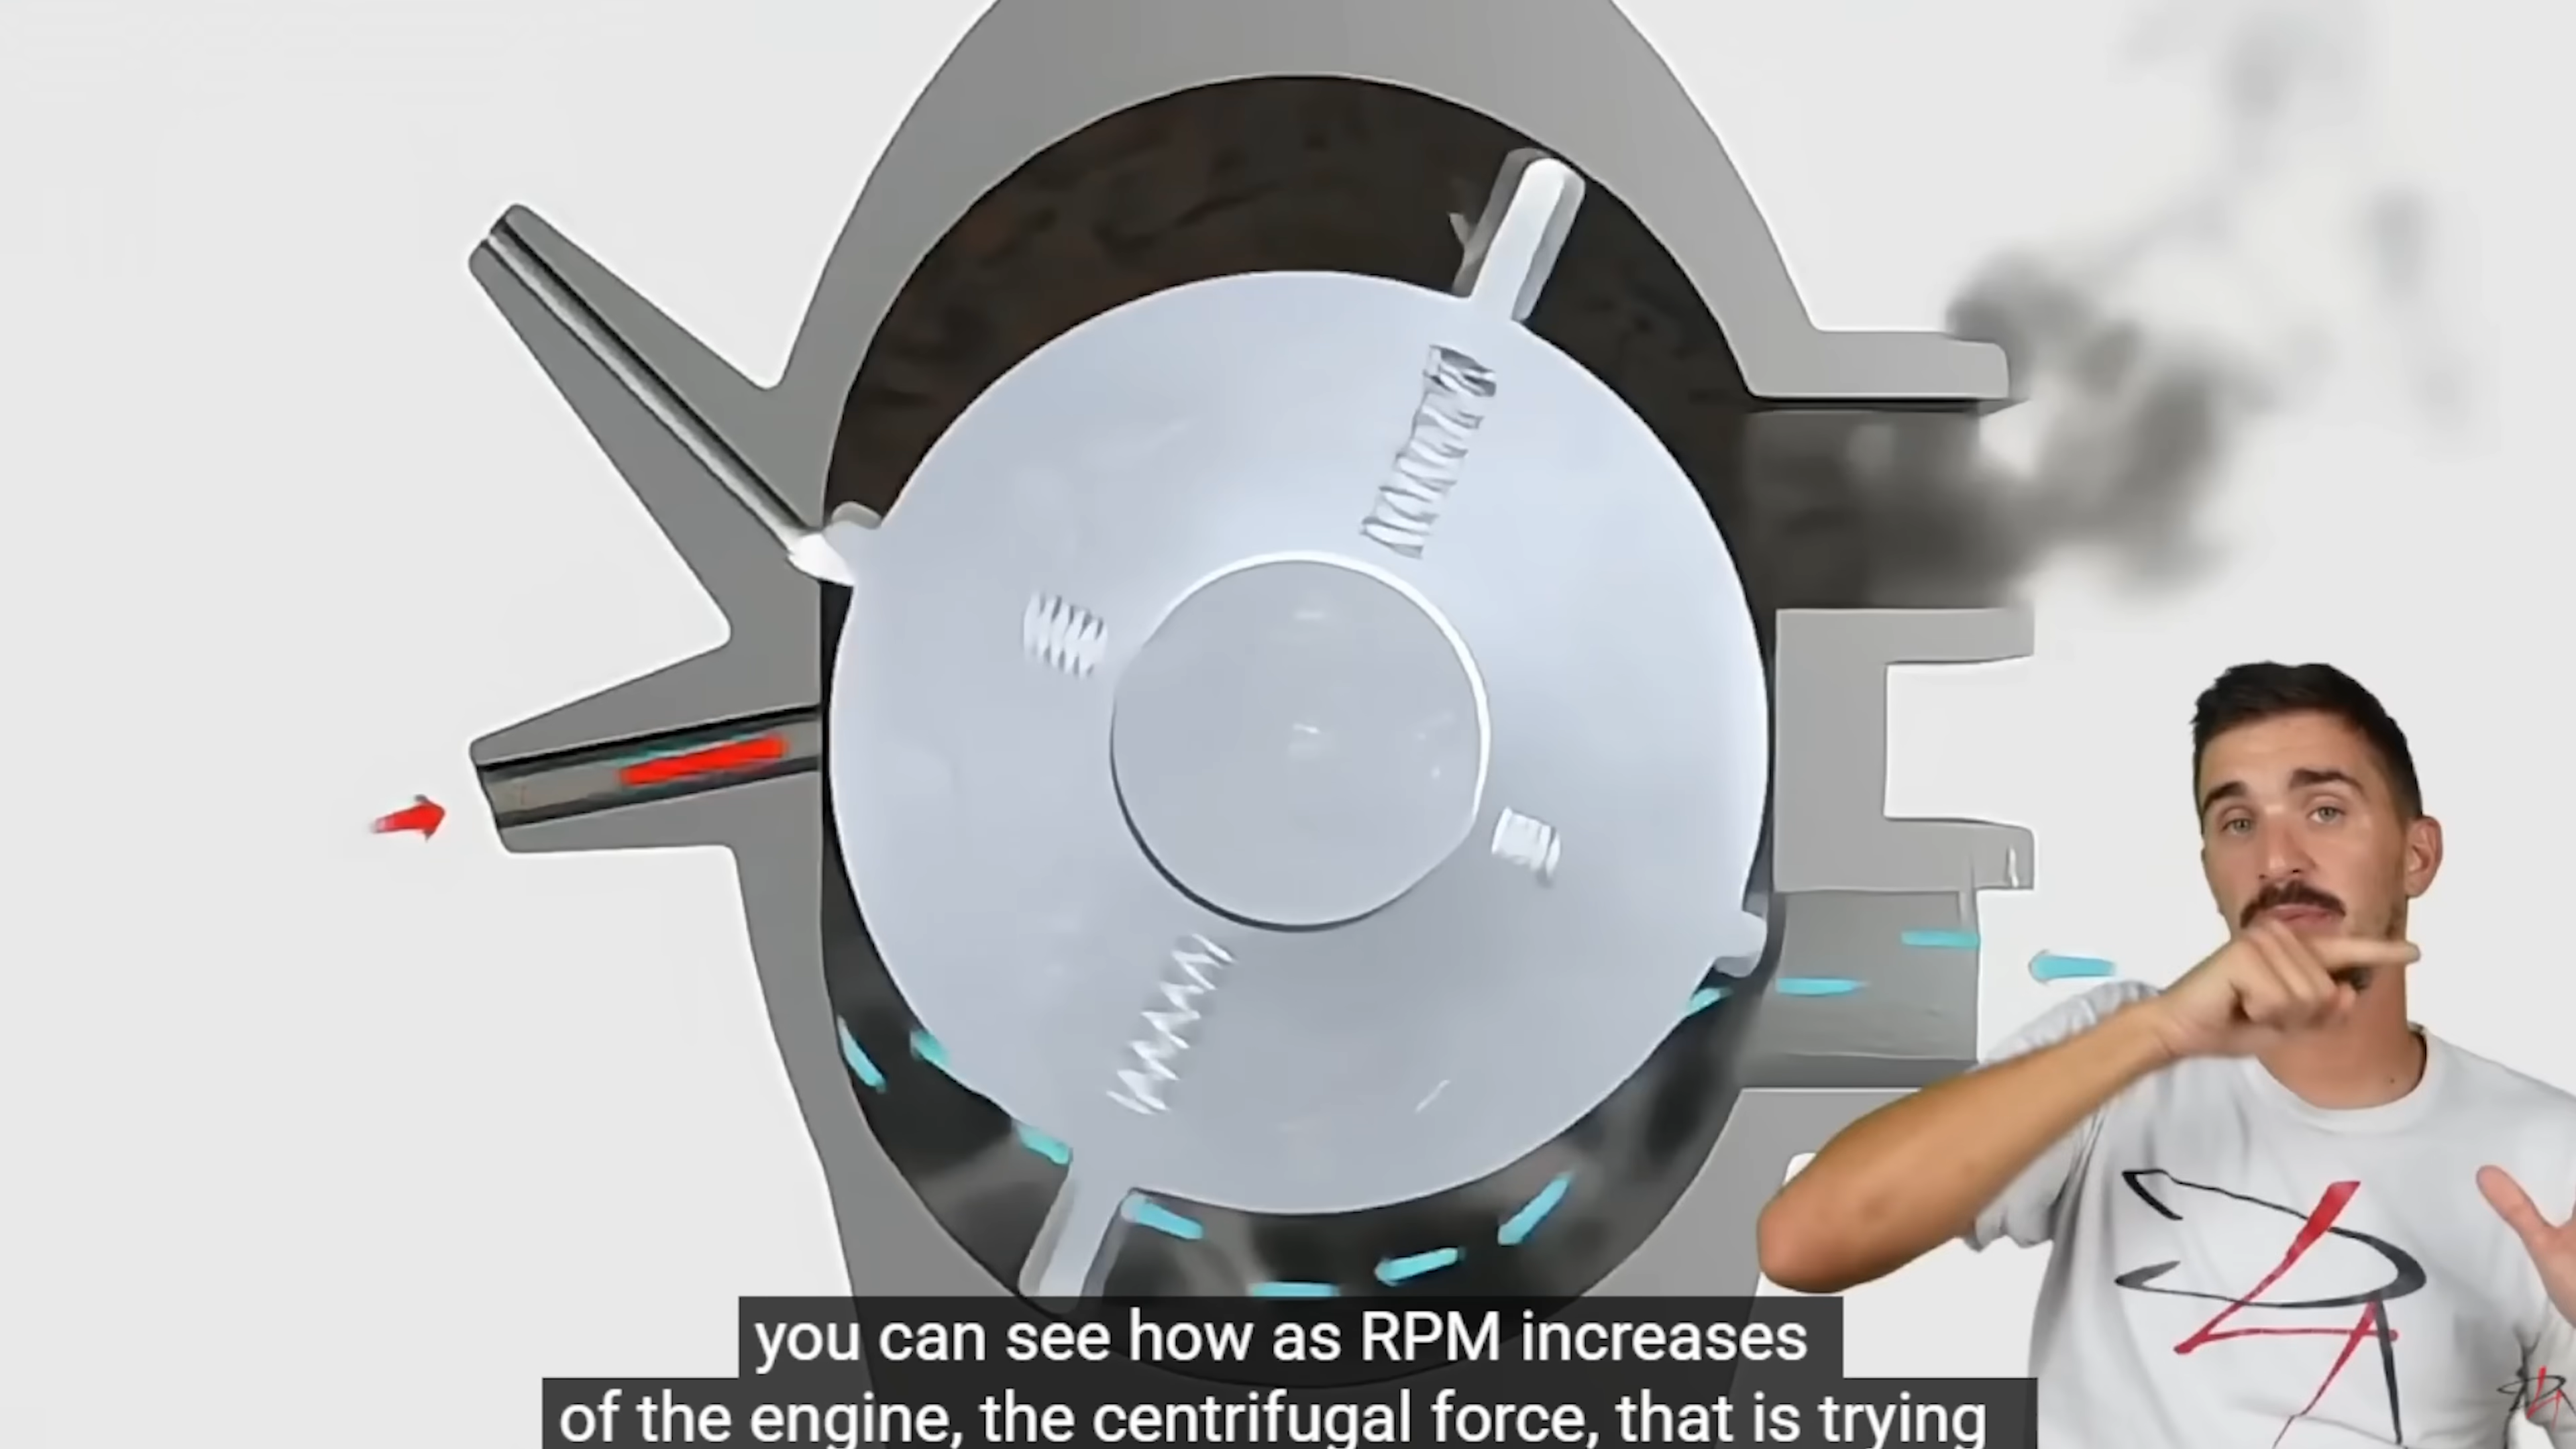 you can see how as RPM increases
of the engine, the centrifugal force, that is trying